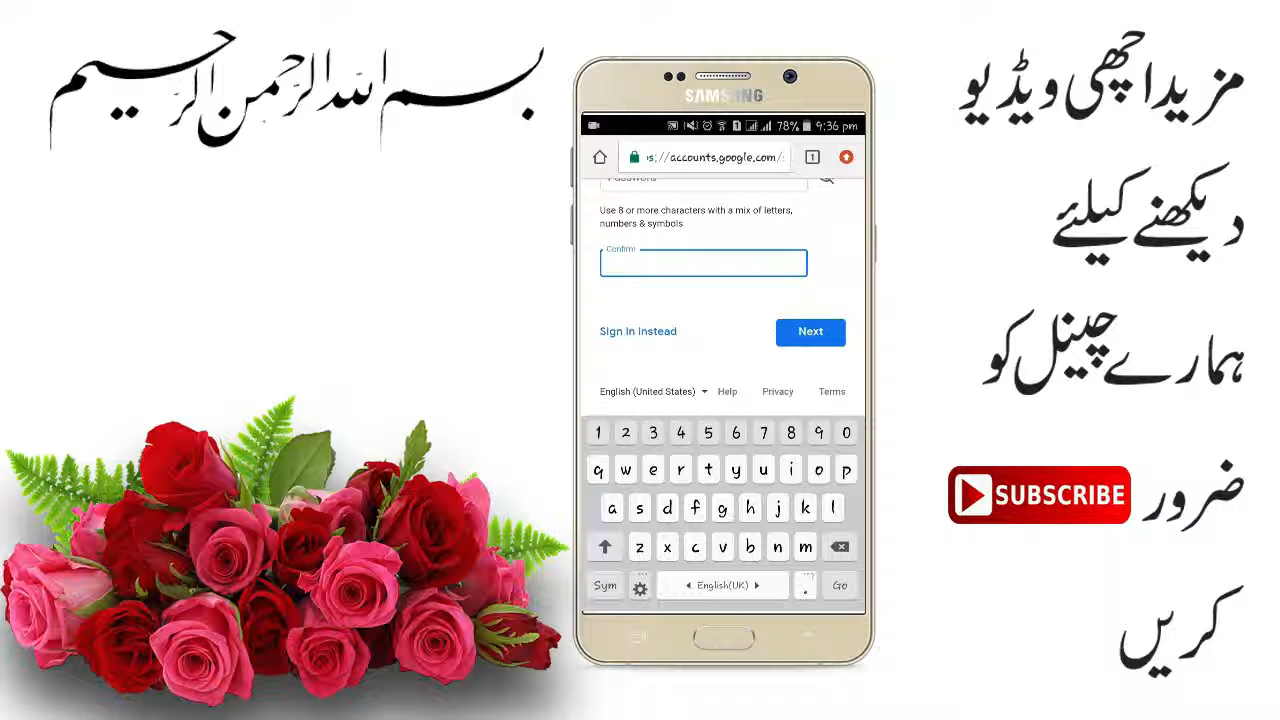 بسم اللہ الرحمن الرحیم
SAMSUNG
78% 9:36 pm
s://accounts.google.com/s
1
Password
Use 8 or more characters with a mix of letters,
numbers & symbols
Confirm
Sign in instead
Next
English (United States) Help Privacy Terms
1 2 3 4 5 6 7 8 9 0
q w e r t y u i o p
a s d f g h j k l
z x c v b n m
Sym English(UK) . Go
مزید اچھی ویڈیو
دیکھنے کیلئے
ہمارے چینل کو
ضرور SUBSCRIBE
کریں